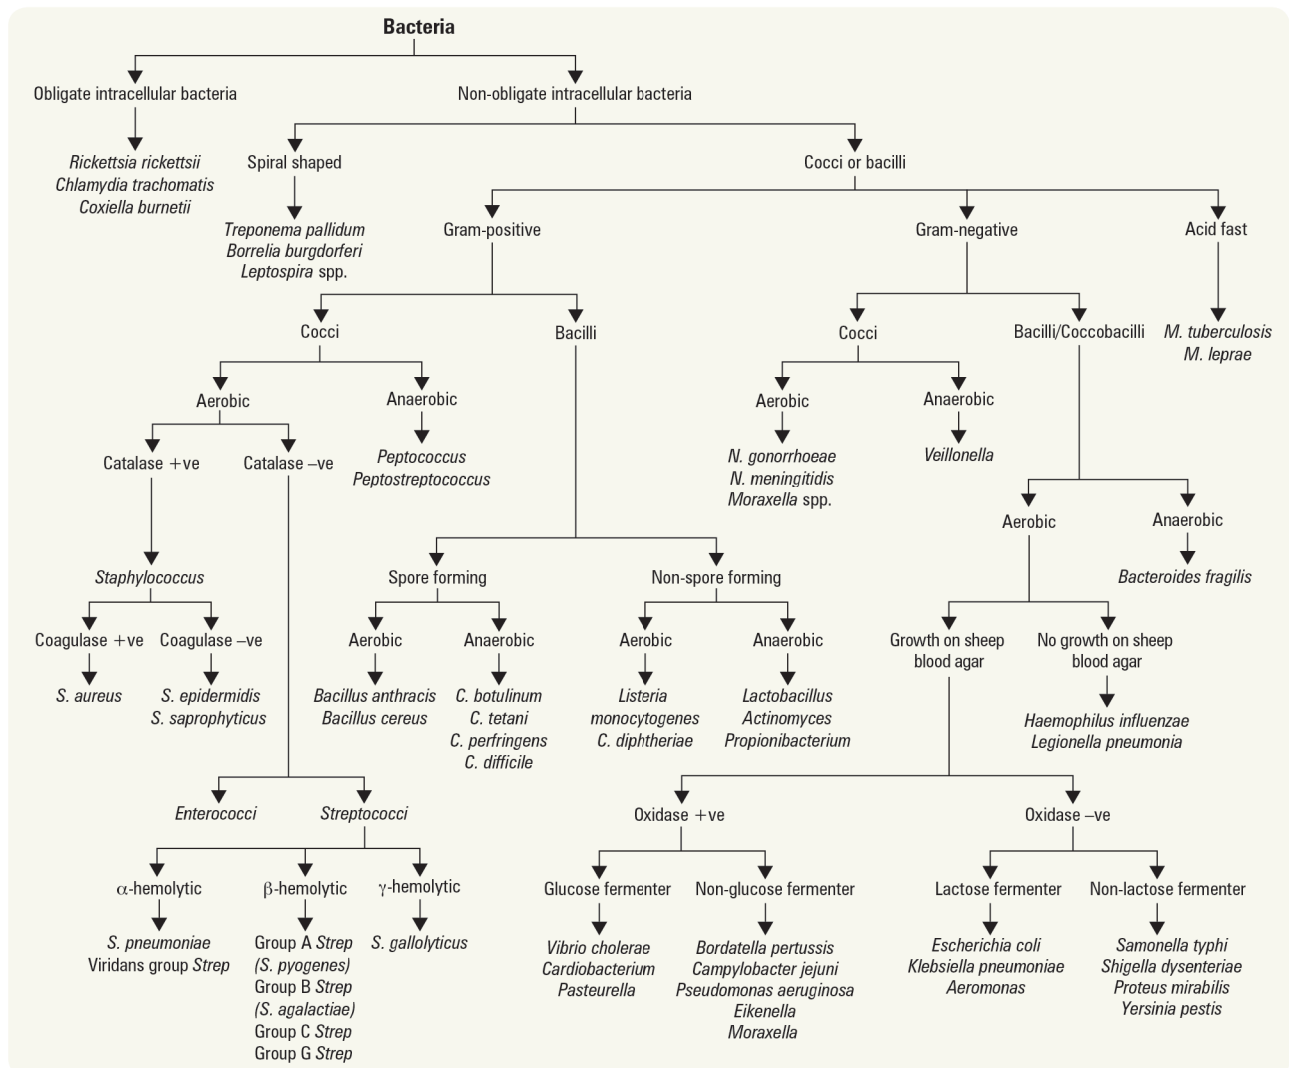 Bacteria
Obligate intracellular bacteria
Non-obligate intracellular bacteria
Rickettsia rickettsii
Chlamydia trachomatis
Coxiella burnetii
Spiral shaped
Cocci or bacilli
Treponema pallidum
Borrelia burgdorferi
Leptospira spp.
Gram-positive
Gram-negative
Acid fast
Cocci
Bacilli
Cocci
Bacilli/Coccobacilli
M. tuberculosis
M. leprae
Aerobic
Anaerobic
Aerobic
Anaerobic
Catalase +ve
Catalase –ve
Peptococcus
Peptostreptococcus
N. gonorrhoeae
N. meningitidis
Moraxella spp.
Veillonella
Aerobic
Anaerobic
Staphylococcus
Spore forming
Non-spore forming
Bacteroides fragilis
Coagulase +ve
Coagulase –ve
Aerobic
Anaerobic
Aerobic
Anaerobic
Growth on sheep
blood agar
No growth on sheep
blood agar
S. aureus
S. epidermidis
S. saprophyticus
Bacillus anthracis
Bacillus cereus
C. botulinum
C. tetani
C. perfringens
C. difficile
Listeria
monocytogenes
C. diphtheriae
Lactobacillus
Actinomyces
Propionibacterium
Haemophilus influenzae
Legionella pneumonia
Enterococci
Streptococci
Oxidase +ve
Oxidase –ve
α-hemolytic
β-hemolytic
γ-hemolytic
Glucose fermenter
Non-glucose fermenter
Lactose fermenter
Non-lactose fermenter
S. pneumoniae
Viridans group Strep
Group A Strep
(S. pyogenes)
Group B Strep
(S. agalactiae)
Group C Strep
Group G Strep
S. gallolyticus
Vibrio cholerae
Cardiobacterium
Pasteurella
Bordatella pertussis
Campylobacter jejuni
Pseudomonas aeruginosa
Eikenella
Moraxella
Escherichia coli
Klebsiella pneumoniae
Aeromonas
Samonella typhi
Shigella dysenteriae
Proteus mirabilis
Yersinia pestis